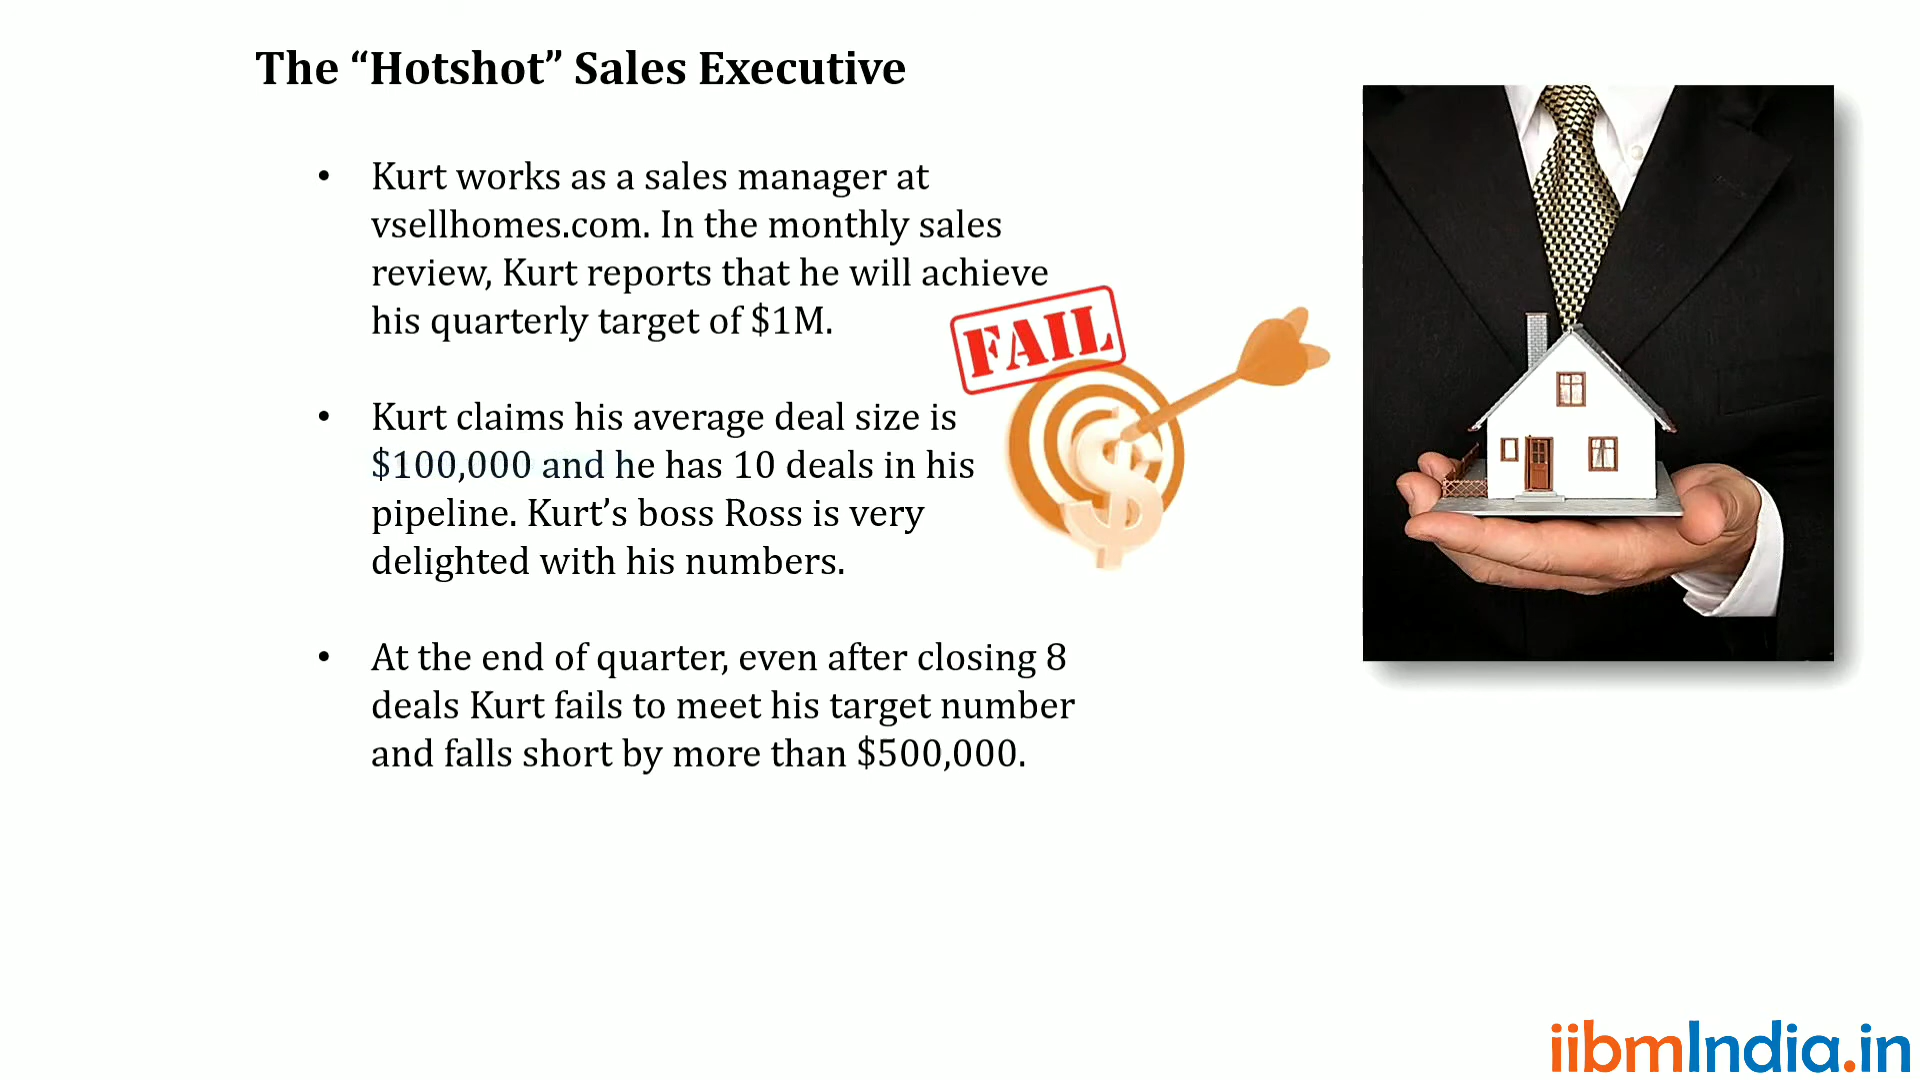 The “Hotshot” Sales Executive
• Kurt works as a sales manager at
vsellhomes.com. In the monthly sales
review, Kurt reports that he will achieve
his quarterly target of $1M.
FAIL
• Kurt claims his average deal size is
$100,000 and he has 10 deals in his
pipeline. Kurt’s boss Ross is very
delighted with his numbers.
$
• At the end of quarter, even after closing 8
deals Kurt fails to meet his target number
and falls short by more than $500,000.
iibmIndia.in